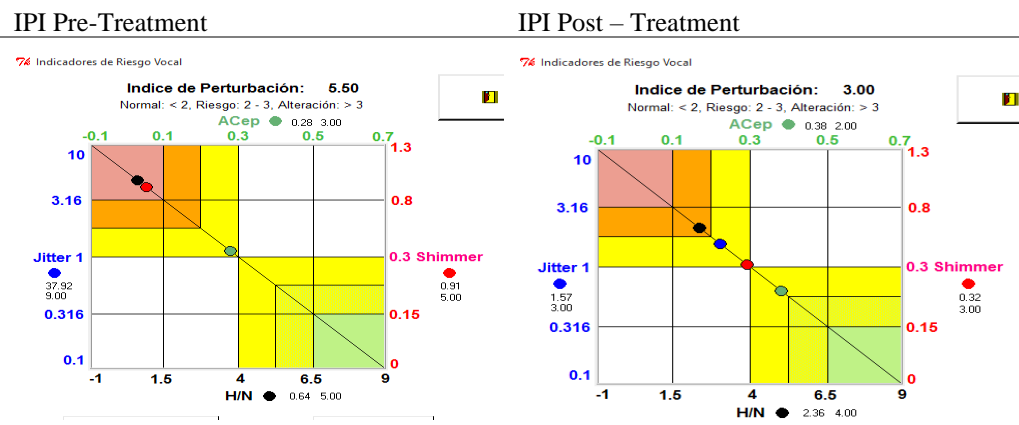 IPI Pre-Treatment
Indicadores de Riesgo Vocal
Indice de Perturbación: 5.50
Normal: < 2, Riesgo: 2 - 3, Alteración: > 3
ACep 0.28 3.00
-0.1 0.1 0.3 0.5 0.7
10 1.3
3.16 0.8
Jitter 1 0.3 Shimmer
37.92 0.91
9.00 5.00
0.316 0.15
0.1 0
-1 1.5 4 6.5 9
H/N 0.64 5.00
IPI Post – Treatment
Indicadores de Riesgo Vocal
Indice de Perturbación: 3.00
Normal: < 2, Riesgo: 2 - 3, Alteración: > 3
ACep 0.38 2.00
-0.1 0.1 0.3 0.5 0.7
10 1.3
3.16 0.8
Jitter 1 0.3 Shimmer
1.57 0.32
3.00 3.00
0.316 0.15
0.1 0
-1 1.5 4 6.5 9
H/N 2.36 4.00